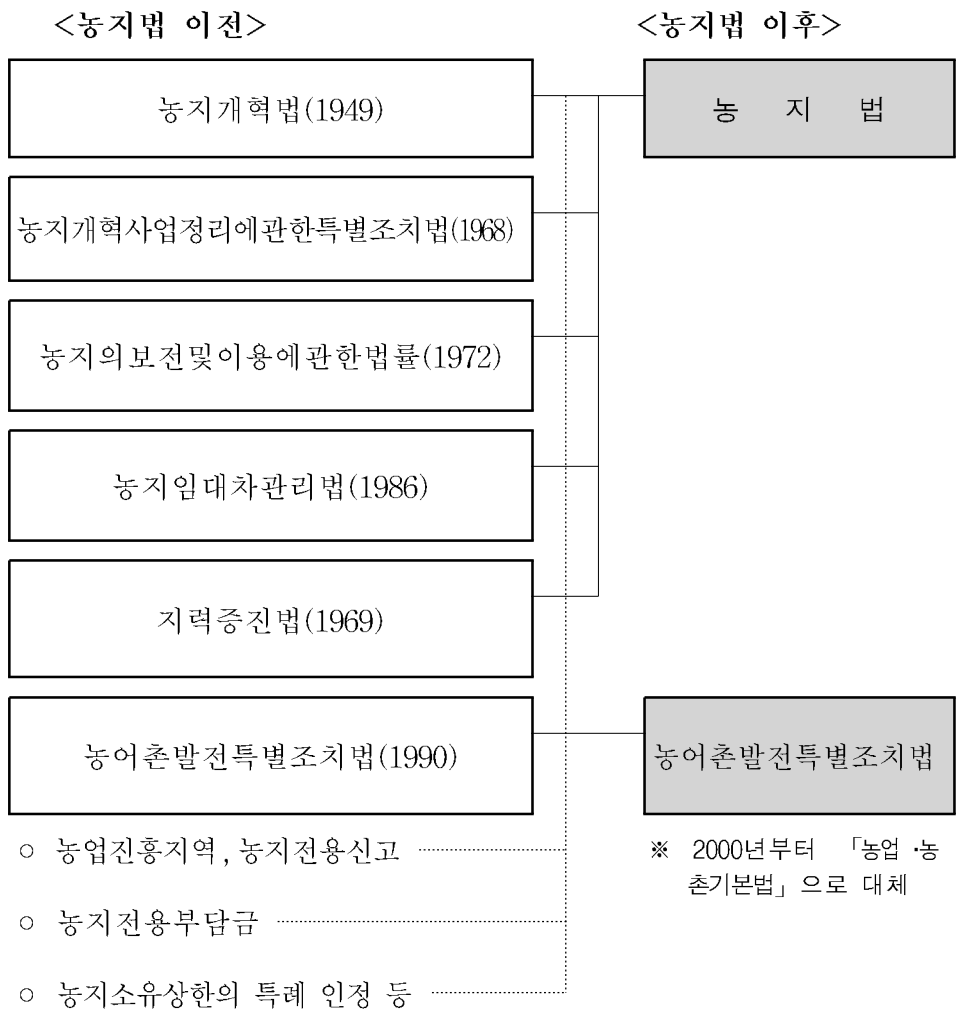 <농지법 이전>
<농지법 이후>
농지개혁법(1949)
농 지 법
농지개혁사업정리에관한특별조치법(1968)
농지의보전및이용에관한법률(1972)
농지임대차관리법(1986)
지력증진법(1969)
농어촌발전특별조치법(1990)
농어촌발전특별조치법
○ 농업진흥지역, 농지전용신고
○ 농지전용부담금
○ 농지소유상한의 특례 인정 등
※ 2000년부터 「농업·농
촌기본법」으로 대체